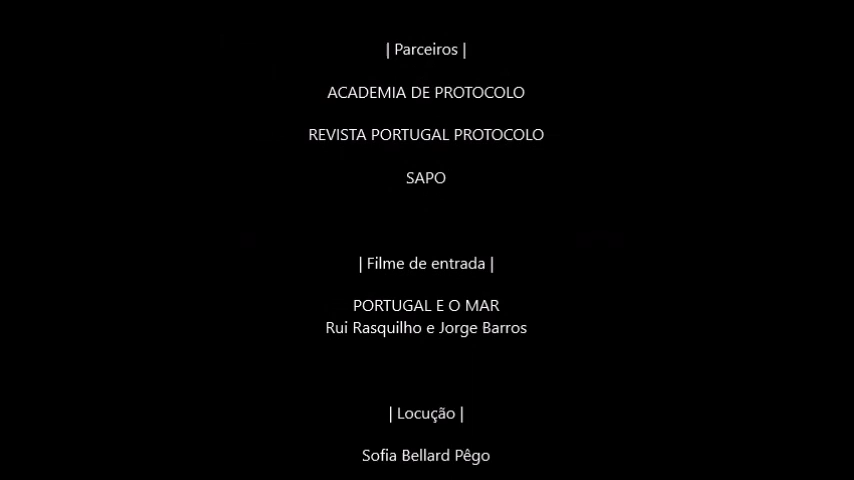 | Parceiros |
ACADEMIA DE PROTOCOLO
REVISTA PORTUGAL PROTOCOLO
SAPO
| Filme de entrada |
PORTUGAL E O MAR
Rui Rasquilho e Jorge Barros
| Locução |
Sofia Bellard Pêgo